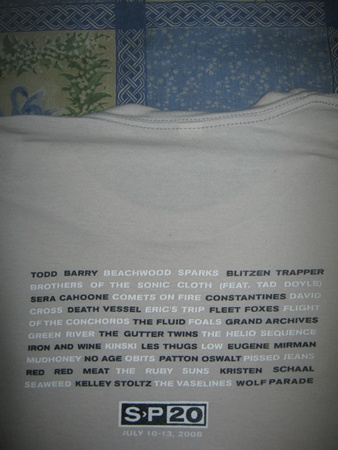 TODD BARRY BEACHWOOD SPARKS BLITZEN TRAPPER
BROTHERS OF THE SONIC CLOTH (FEAT. TAD DOYLE)
SERA CAHOONE COMETS ON FIRE CONSTANTINES DAVID
CROSS DEATH VESSEL ERIC'S TRIP FLEET FOXES FLIGHT
OF THE CONCHORDS THE FLUID FOALS GRAND ARCHIVES
GREEN RIVER THE GUTTER TWINS THE HELIO SEQUENCE
IRON AND WINE KINSKI LES THUGS LOW EUGENE MIRMAN
MUDHONEY NO AGE OBITS PATTON OSWALT PISSED JEANS
RED RED MEAT THE RUBY SUNS KRISTEN SCHAAL
SEAWEED KELLEY STOLTZ THE VASELINES WOLF PARADE
S>P20
JULY 10-13, 2008